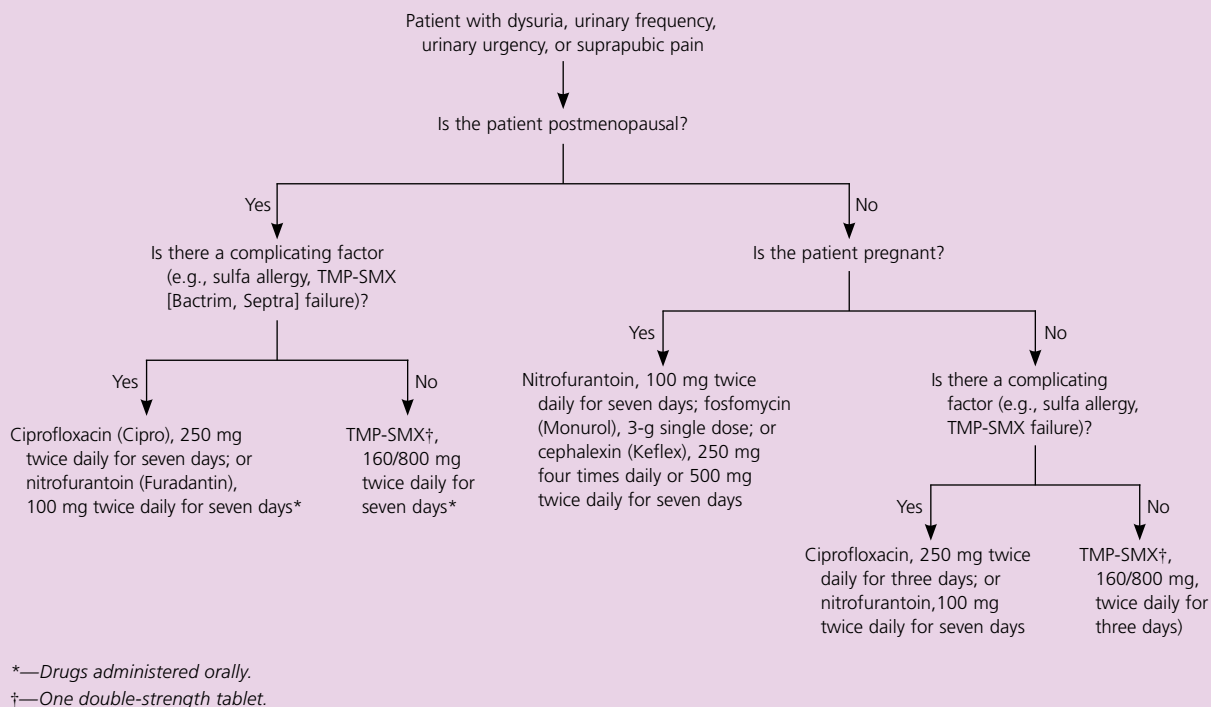 Patient with dysuria, urinary frequency,
urinary urgency, or suprapubic pain
Is the patient postmenopausal?
Yes
No
Is there a complicating factor
(e.g., sulfa allergy, TMP-SMX
[Bactrim, Septra] failure)?
Is the patient pregnant?
Yes
No
Yes
No
Ciprofloxacin (Cipro), 250 mg
twice daily for seven days; or
nitrofurantoin (Furadantin),
100 mg twice daily for seven days*
TMP-SMX†,
160/800 mg
twice daily for
seven days*
Nitrofurantoin, 100 mg twice
daily for seven days; fosfomycin
(Monurol), 3-g single dose; or
cephalexin (Keflex), 250 mg
four times daily or 500 mg
twice daily for seven days
Is there a complicating
factor (e.g., sulfa allergy,
TMP-SMX failure)?
Yes
No
Ciprofloxacin, 250 mg twice
daily for three days; or
nitrofurantoin,100 mg
twice daily for seven days
TMP-SMX†,
160/800 mg,
twice daily for
three days)
*—Drugs administered orally.
†—One double-strength tablet.